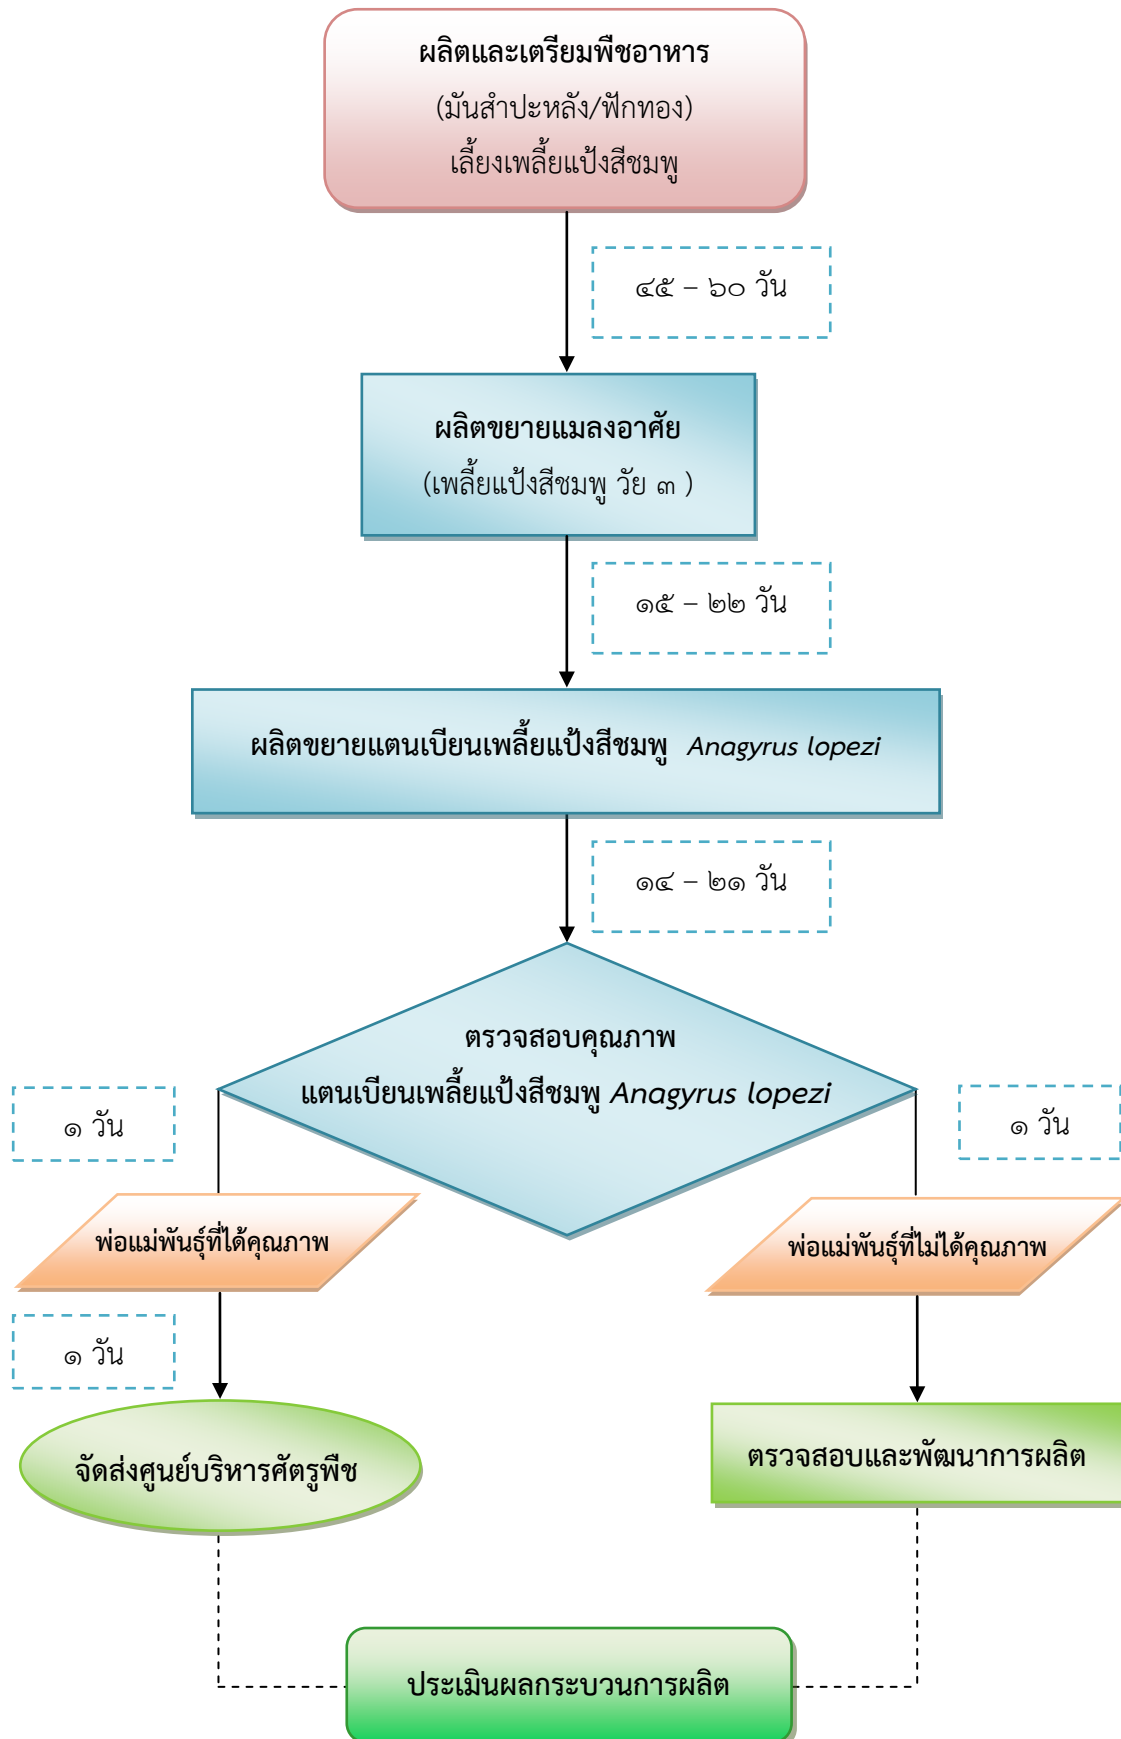 ผลิตและเตรียมพืชอาหาร
(มันสำปะหลัง/ฟักทอง)
เลี้ยงเพลี้ยแป้งสีชมพู
๔๕ – ๖๐ วัน
ผลิตขยายแมลงอาศัย
(เพลี้ยแป้งสีชมพู วัย ๓ )
๑๕ – ๒๒ วัน
ผลิตขยายแตนเบียนเพลี้ยแป้งสีชมพู Anagyrus lopezi
๑๔ – ๒๑ วัน
ตรวจสอบคุณภาพ
แตนเบียนเพลี้ยแป้งสีชมพู Anagyrus lopezi
๑ วัน
๑ วัน
พ่อแม่พันธุ์ที่ได้คุณภาพ
พ่อแม่พันธุ์ที่ไม่ได้คุณภาพ
๑ วัน
จัดส่งศูนย์บริหารศัตรูพืช
ตรวจสอบและพัฒนาการผลิต
ประเมินผลกระบวนการผลิต